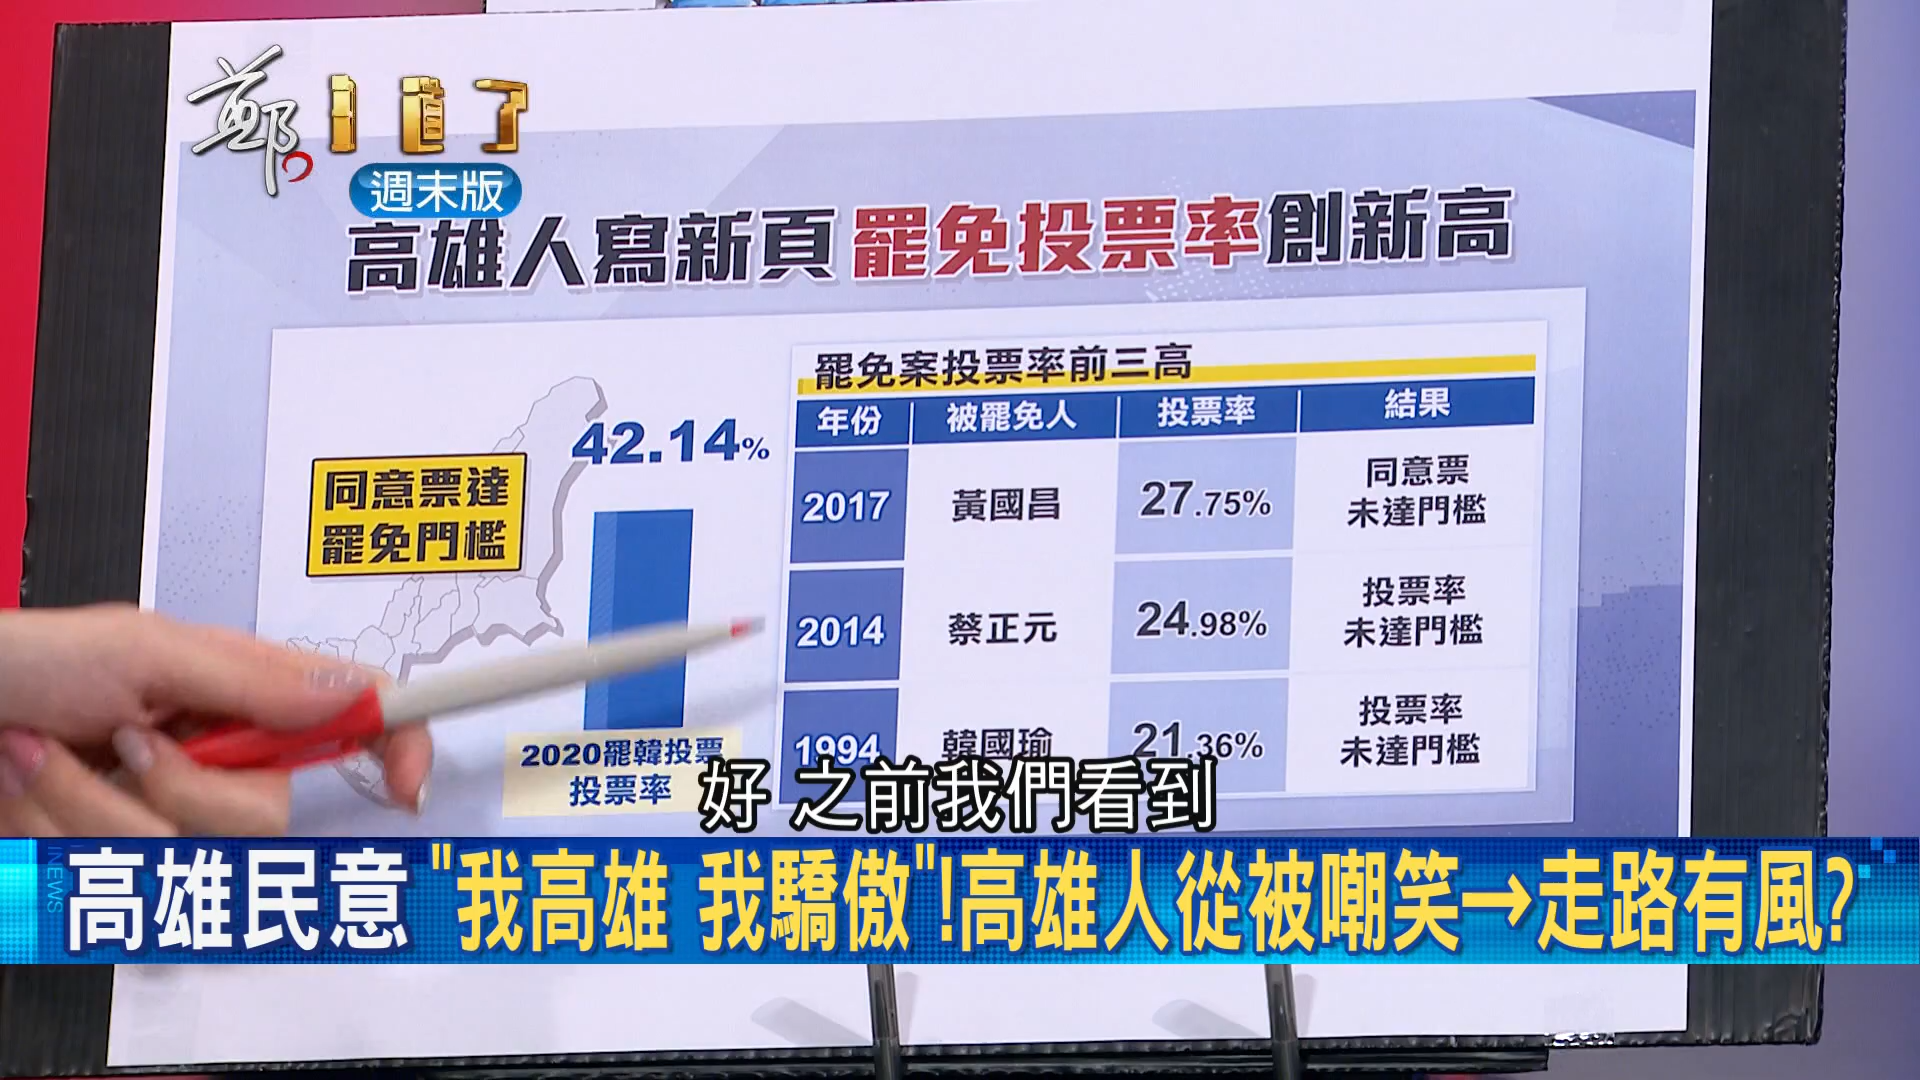 鄭知道了
週末版
高雄人寫新頁 罷免投票率創新高
同意票達
罷免門檻
42.14%
2020罷韓投票
投票率
罷免案投票率前三高
年份 被罷免人 投票率 結果
2017 黃國昌 27.75% 同意票
未達門檻
2014 蔡正元 24.98% 投票率
未達門檻
1994 韓國瑜 21.36% 投票率
未達門檻
好 之前我們看到
NEWS
高雄民意 "我高雄 我驕傲"!高雄人從被嘲笑→走路有風?